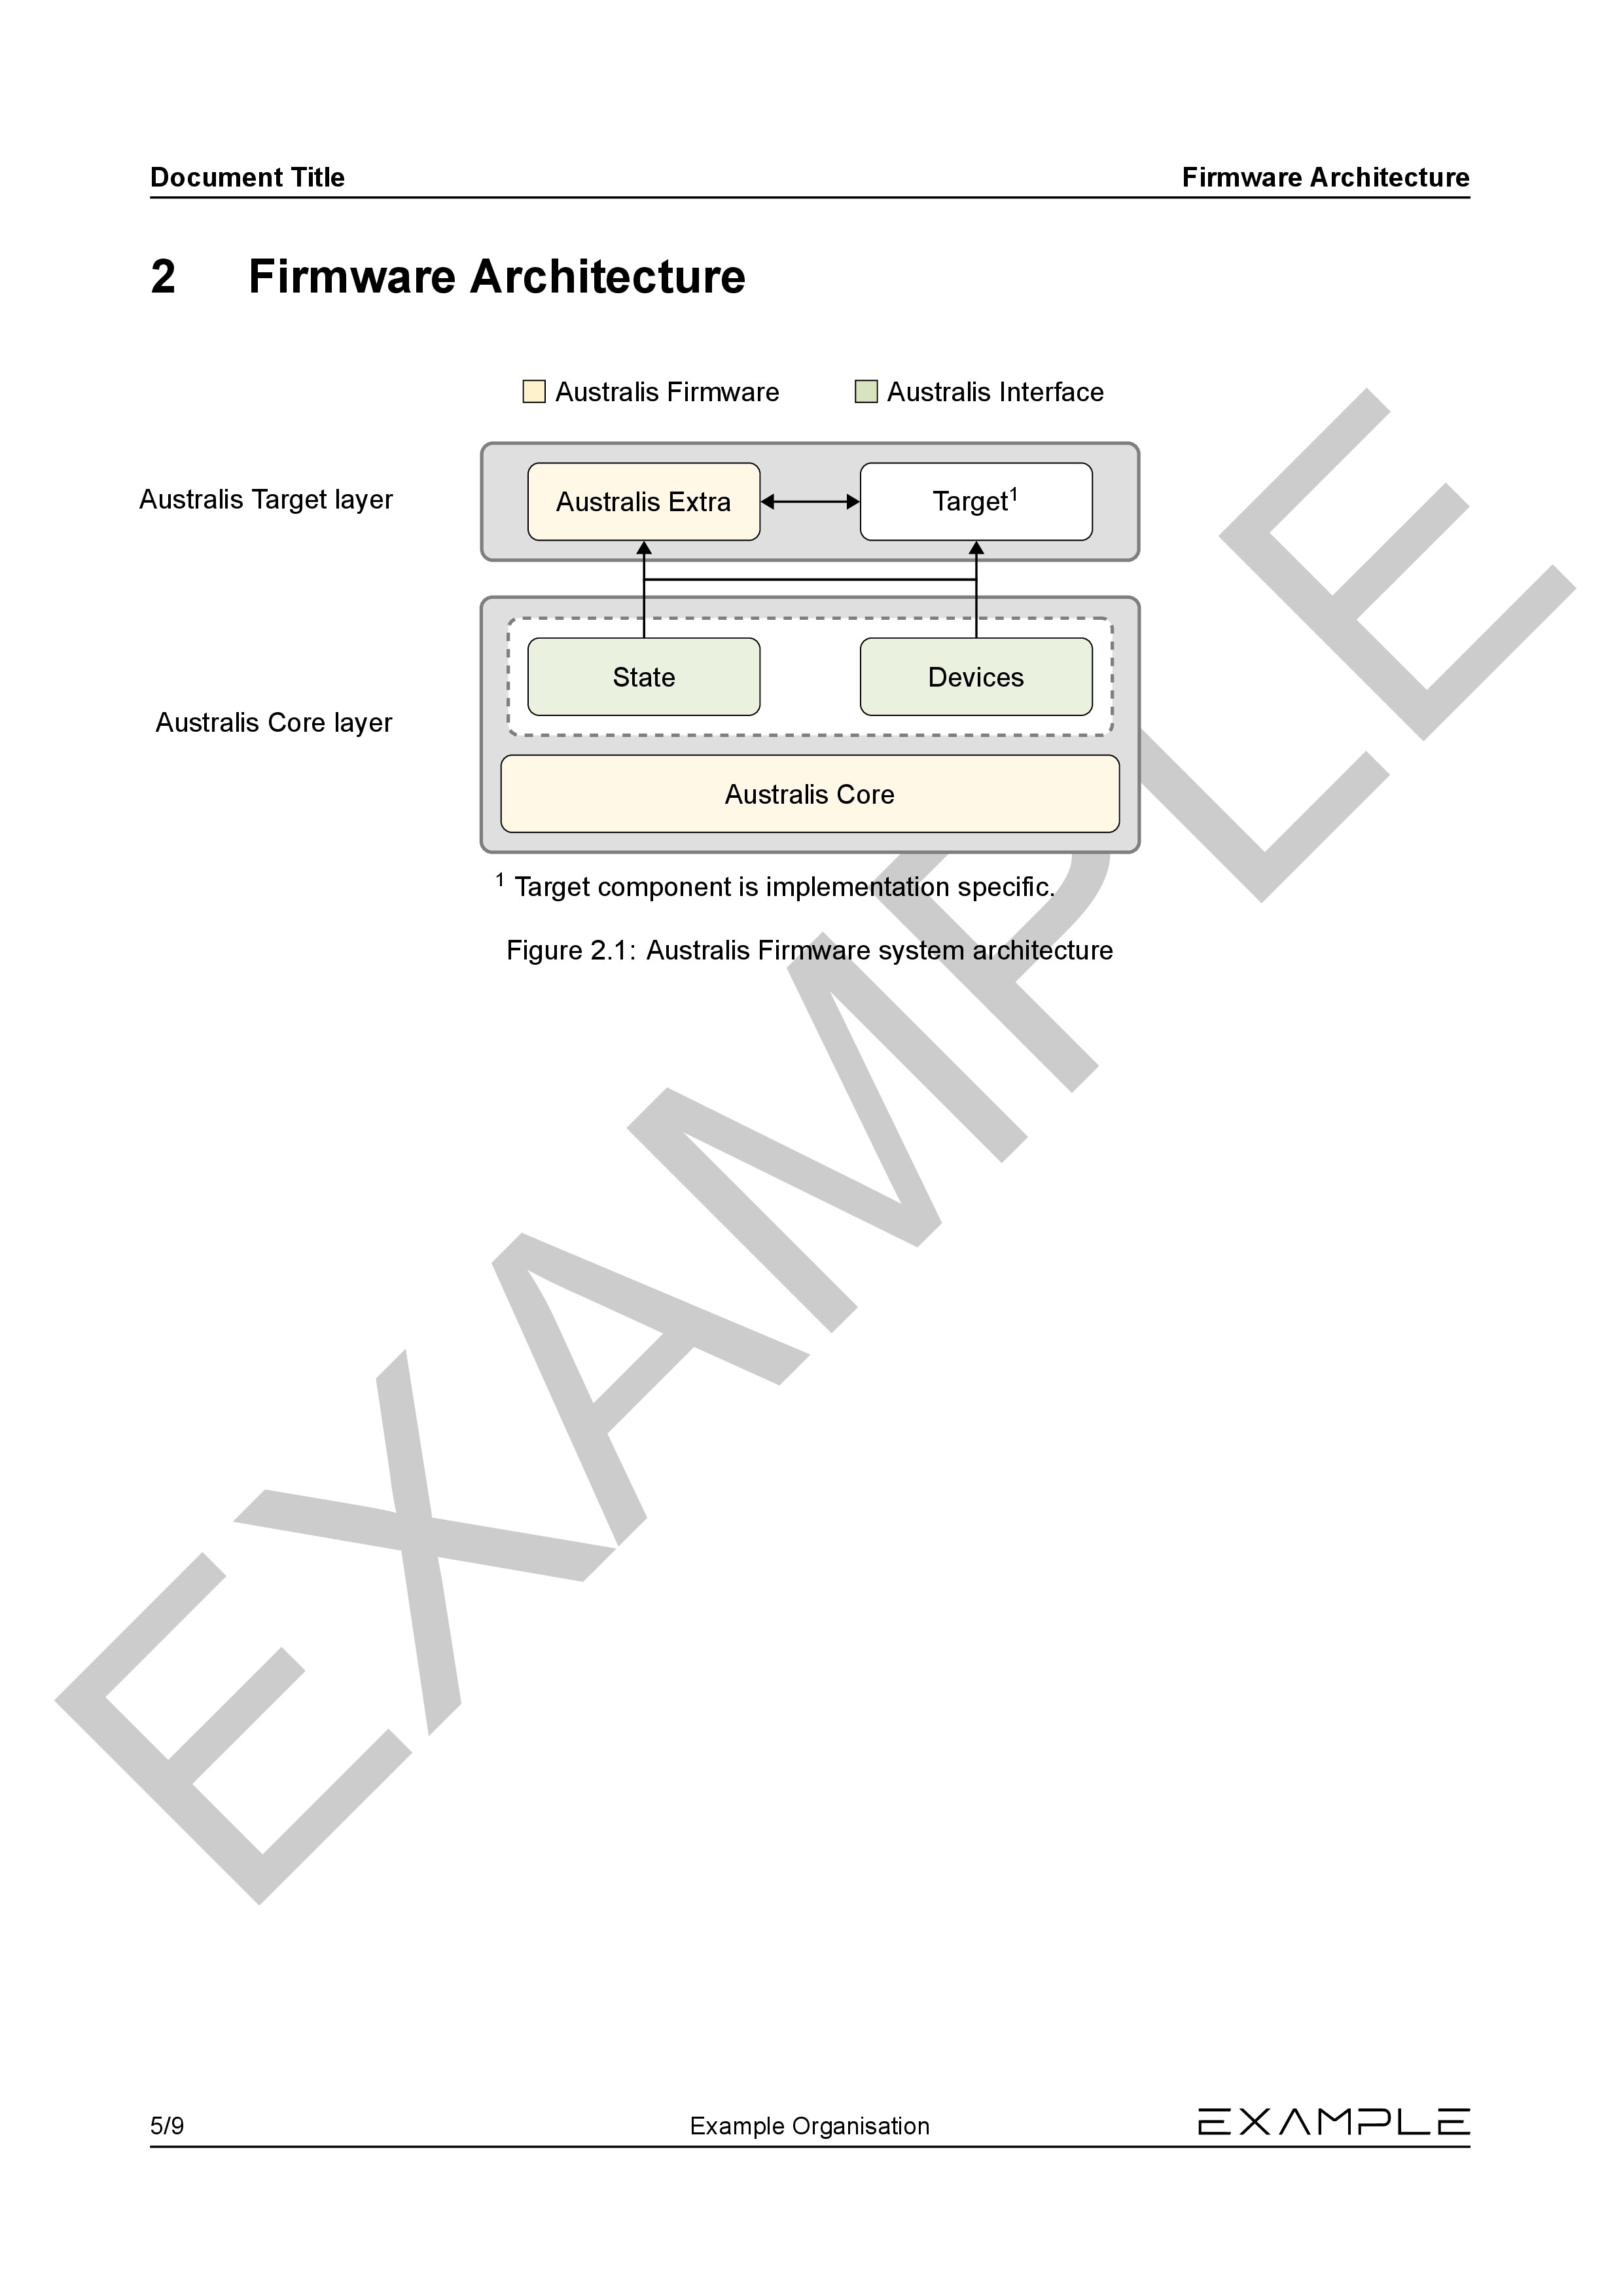 Document Title Firmware Architecture
2 Firmware Architecture
Australis Firmware Australis Interface
Australis Target layer
Australis Extra Target¹
State Devices
Australis Core layer
Australis Core
¹ Target component is implementation specific.
Figure 2.1: Australis Firmware system architecture
EXAMPLE
5/9 Example Organisation EXAMPLE